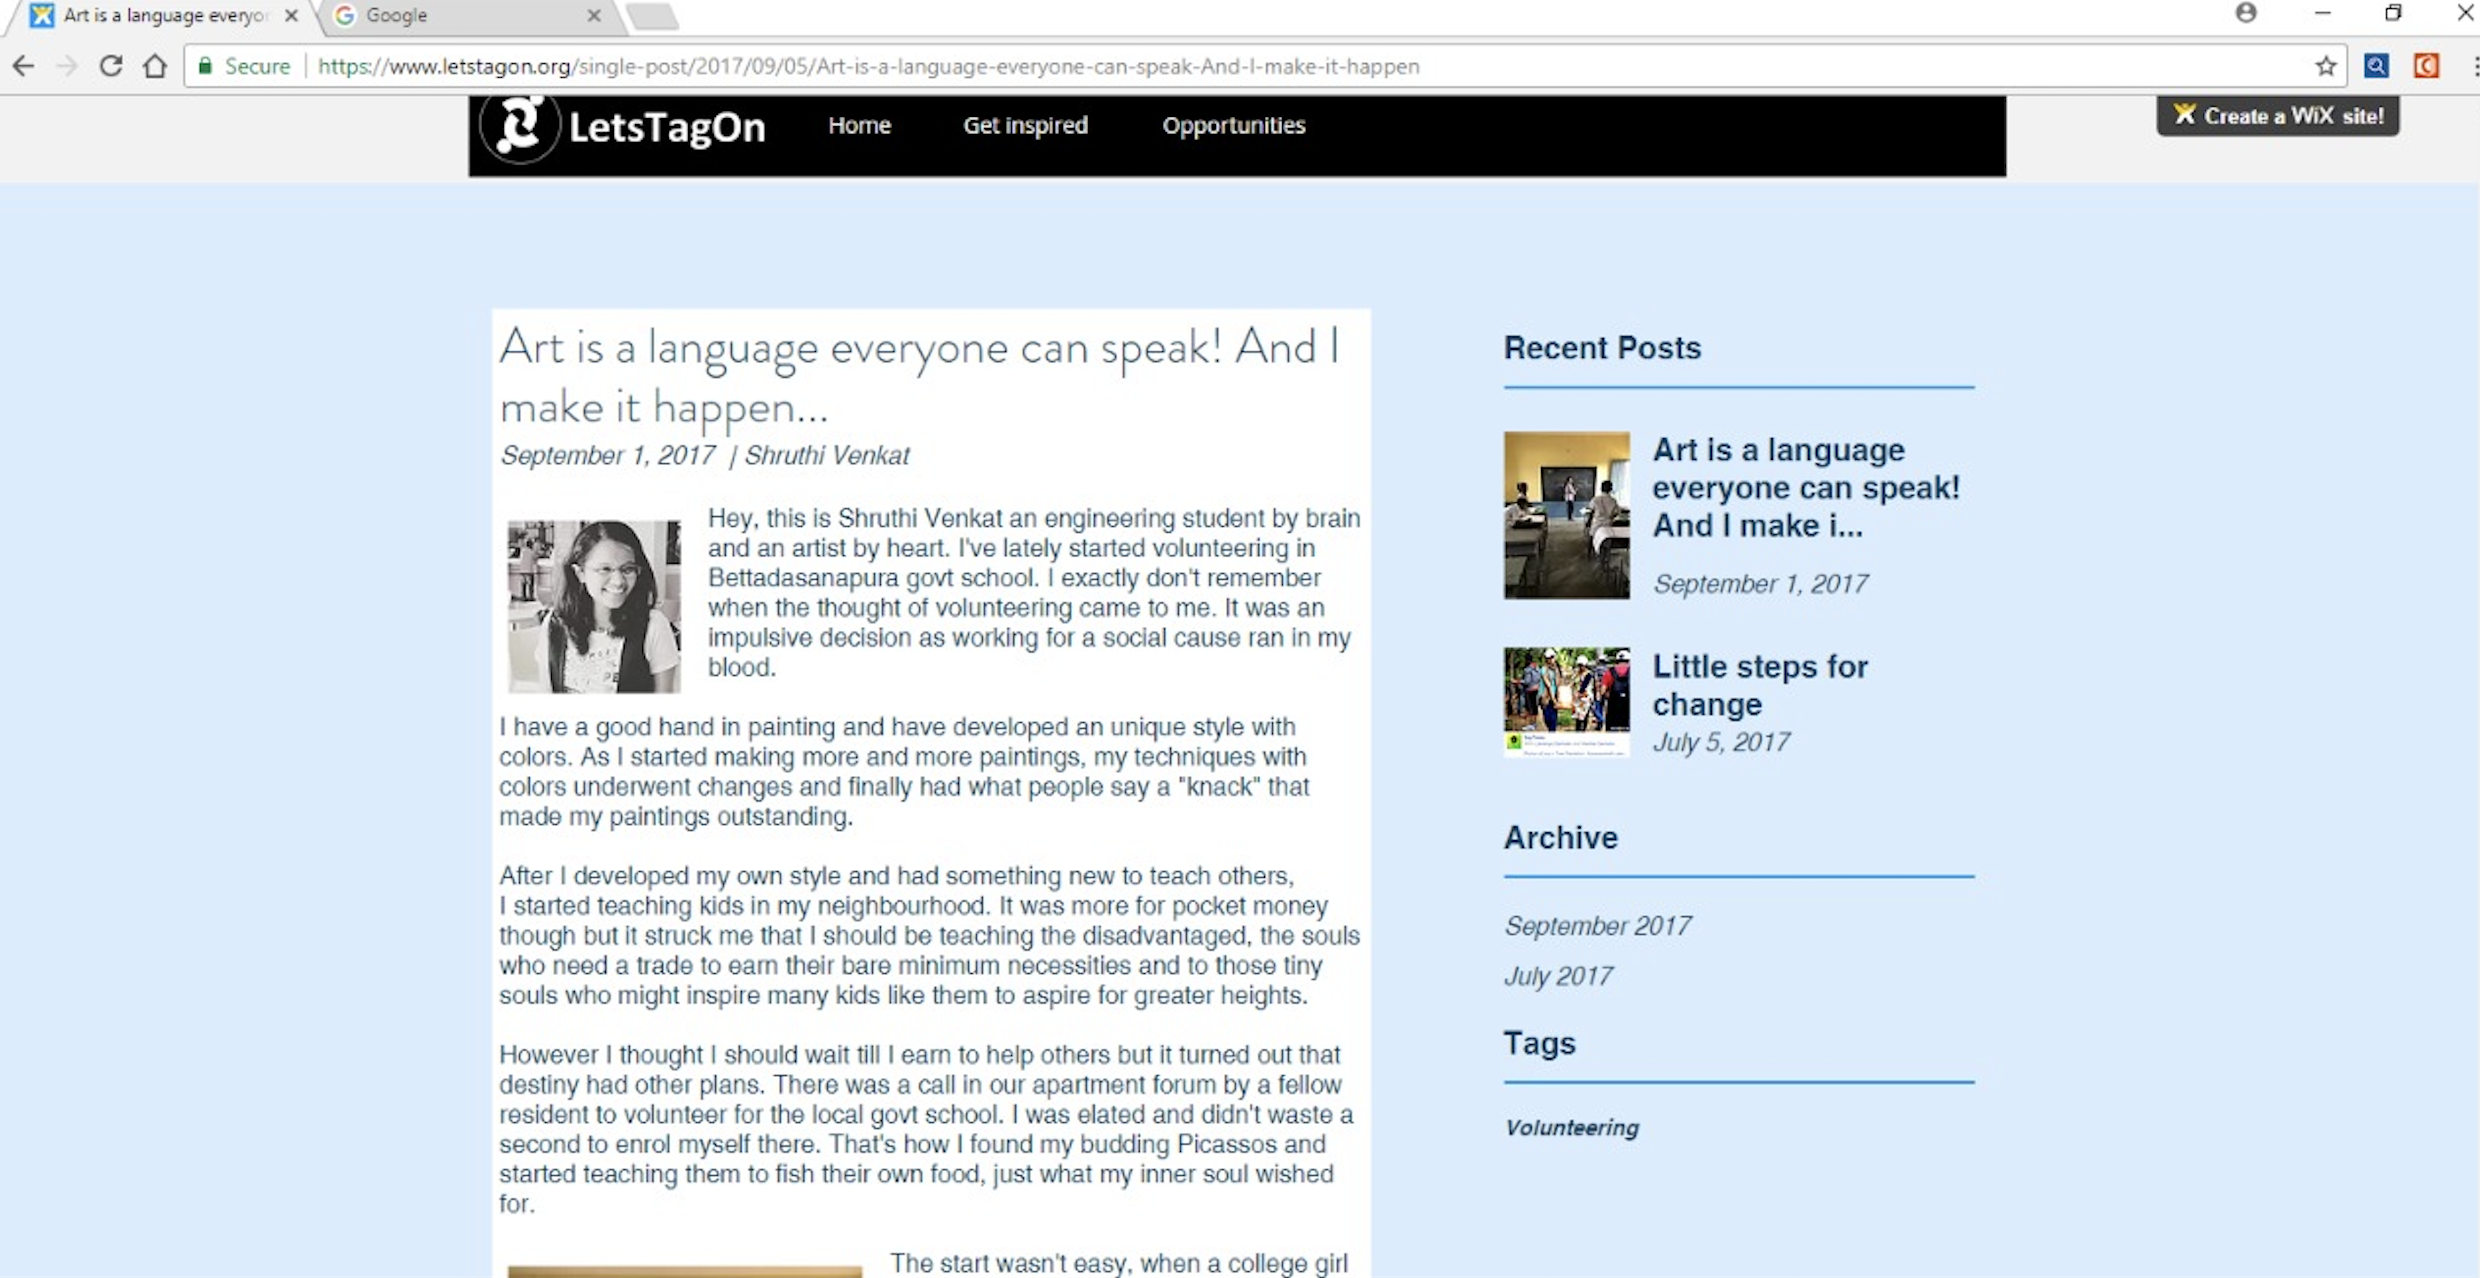 Art is a language everyo
Google
Secure
https://www.letstagon.org/single-post/2017/09/05/Art-is-a-language-everyone-can-speak-And-I-make-it-happen
LetsTagOn
Home
Get inspired
Opportunities
Create a WiX site!
Art is a language everyone can speak! And I
make it happen...
September 1, 2017 | Shruthi Venkat
Hey, this is Shruthi Venkat an engineering student by brain
and an artist by heart. I've lately started volunteering in
Bettadasanapura govt school. I exactly don't remember
when the thought of volunteering came to me. It was an
impulsive decision as working for a social cause ran in my
blood.
I have a good hand in painting and have developed an unique style with
colors. As I started making more and more paintings, my techniques with
colors underwent changes and finally had what people say a "knack" that
made my paintings outstanding.
After I developed my own style and had something new to teach others,
I started teaching kids in my neighbourhood. It was more for pocket money
though but it struck me that I should be teaching the disadvantaged, the souls
who need a trade to earn their bare minimum necessities and to those tiny
souls who might inspire many kids like them to aspire for greater heights.
However I thought I should wait till I earn to help others but it turned out that
destiny had other plans. There was a call in our apartment forum by a fellow
resident to volunteer for the local govt school. I was elated and didn't waste a
second to enrol myself there. That's how I found my budding Picassos and
started teaching them to fish their own food, just what my inner soul wished
for.
The start wasn't easy, when a college girl
Recent Posts
Art is a language
everyone can speak!
And I make i...
September 1, 2017
Little steps for
change
July 5, 2017
Archive
September 2017
July 2017
Tags
Volunteering